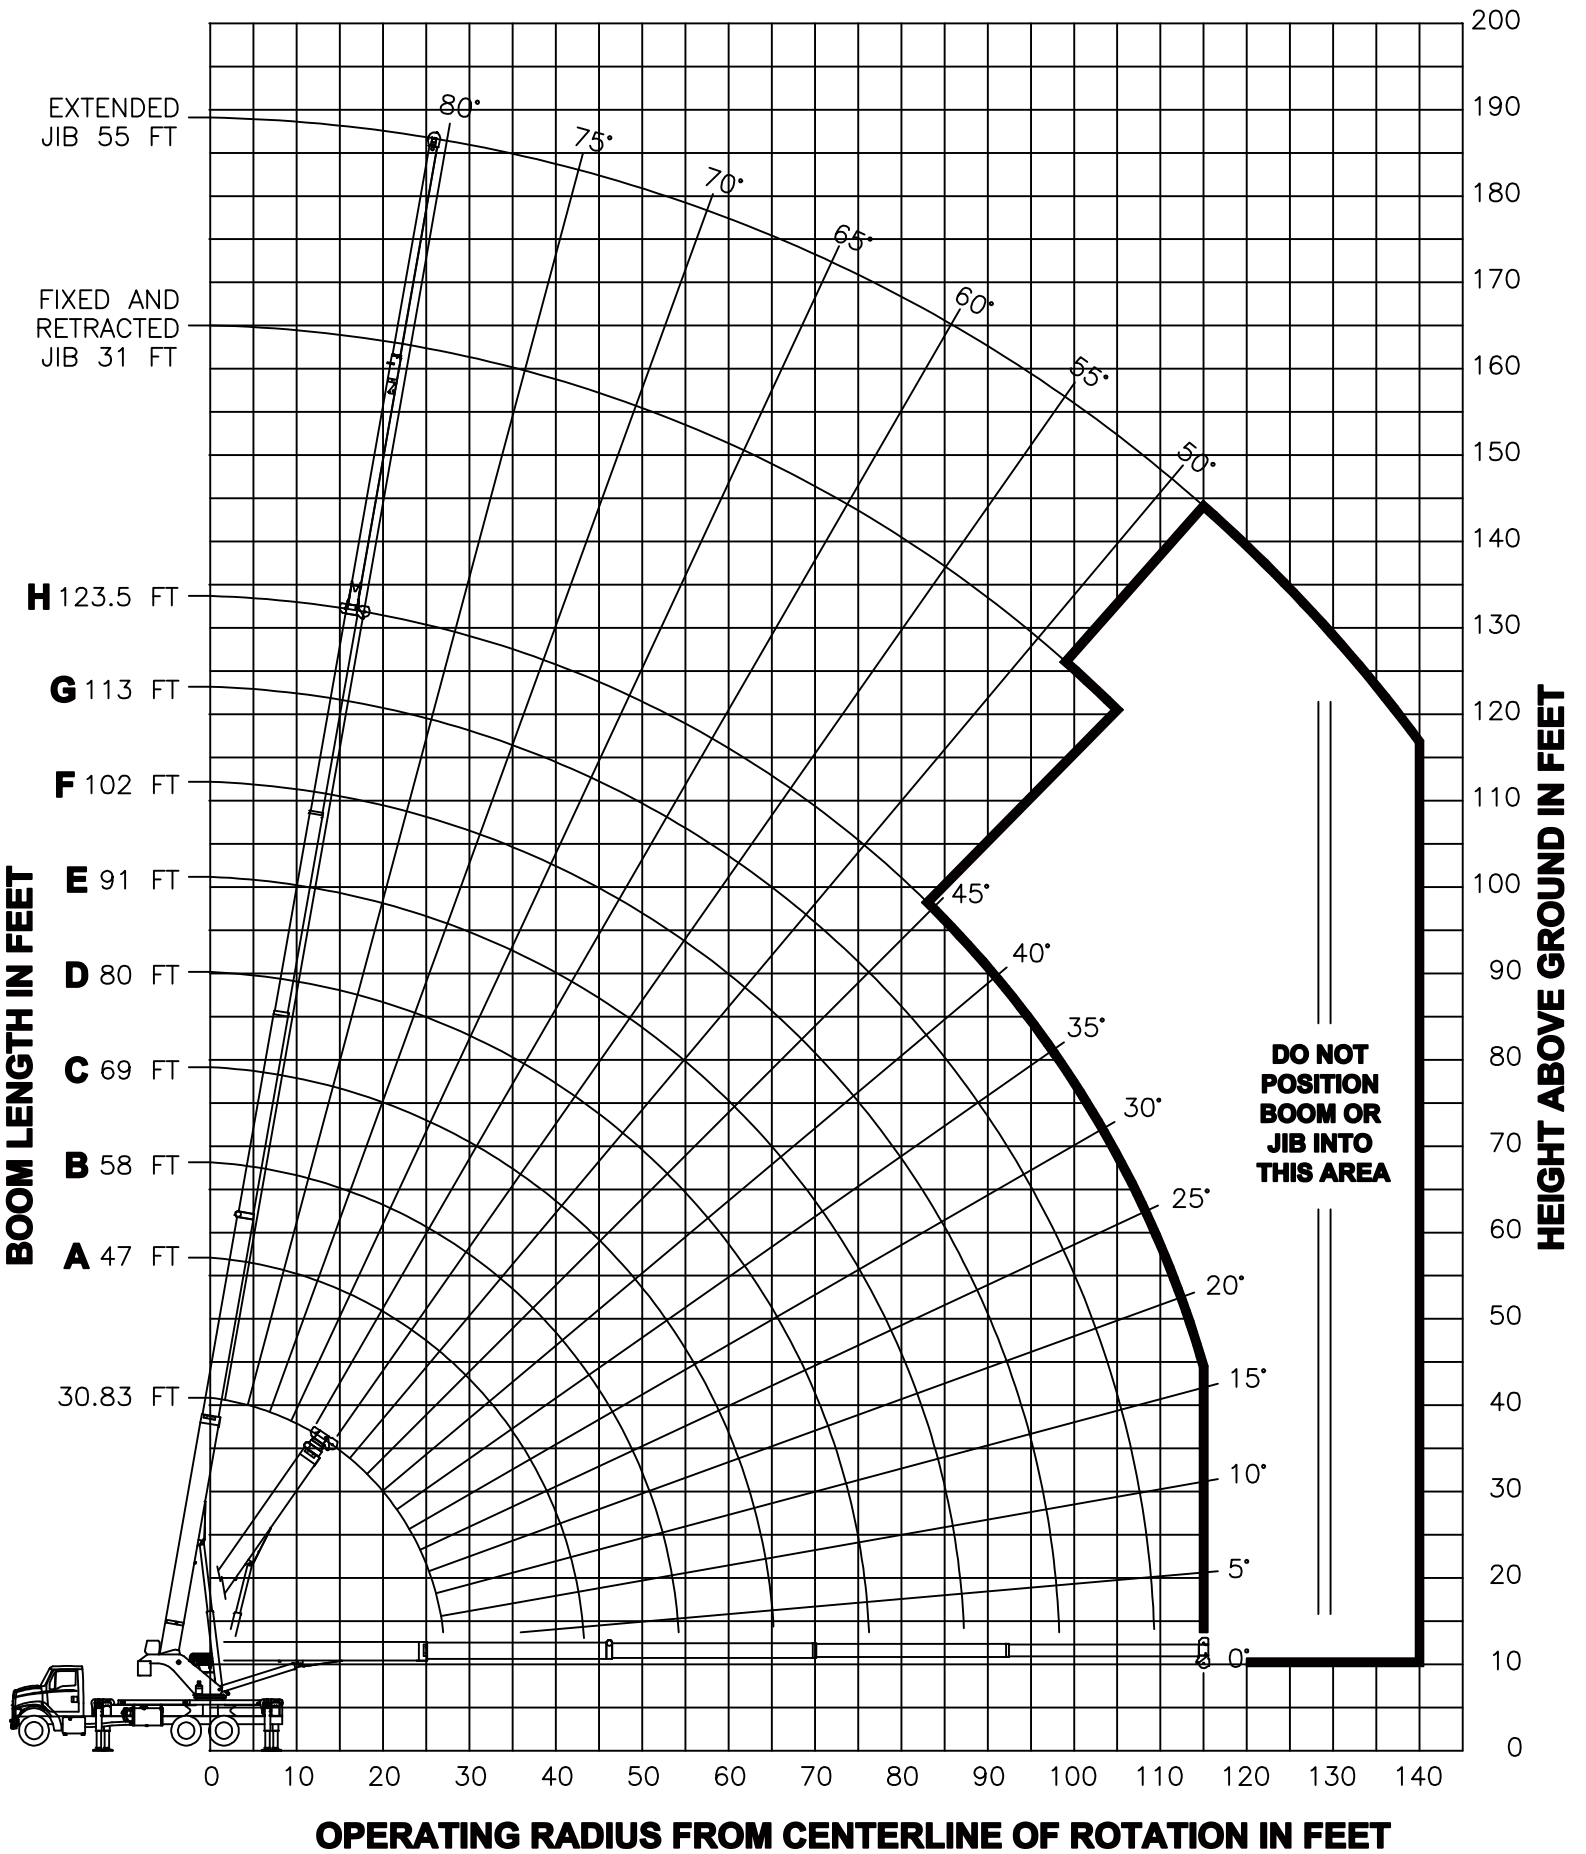 EXTENDED
JIB 55 FT
FIXED AND
RETRACTED
JIB 31 FT
H 123.5 FT
G 113 FT
F 102 FT
E 91 FT
D 80 FT
C 69 FT
B 58 FT
A 47 FT
30.83 FT
BOOM LENGTH IN FEET
80°
75°
70°
65°
60°
55°
50°
45°
40°
35°
30°
25°
20°
15°
10°
5°
0°
DO NOT
POSITION
BOOM OR
JIB INTO
THIS AREA
200
190
180
170
160
150
140
130
120
110
100
90
80
70
60
50
40
30
20
10
0
HEIGHT ABOVE GROUND IN FEET
0 10 20 30 40 50 60 70 80 90 100 110 120 130 140
OPERATING RADIUS FROM CENTERLINE OF ROTATION IN FEET